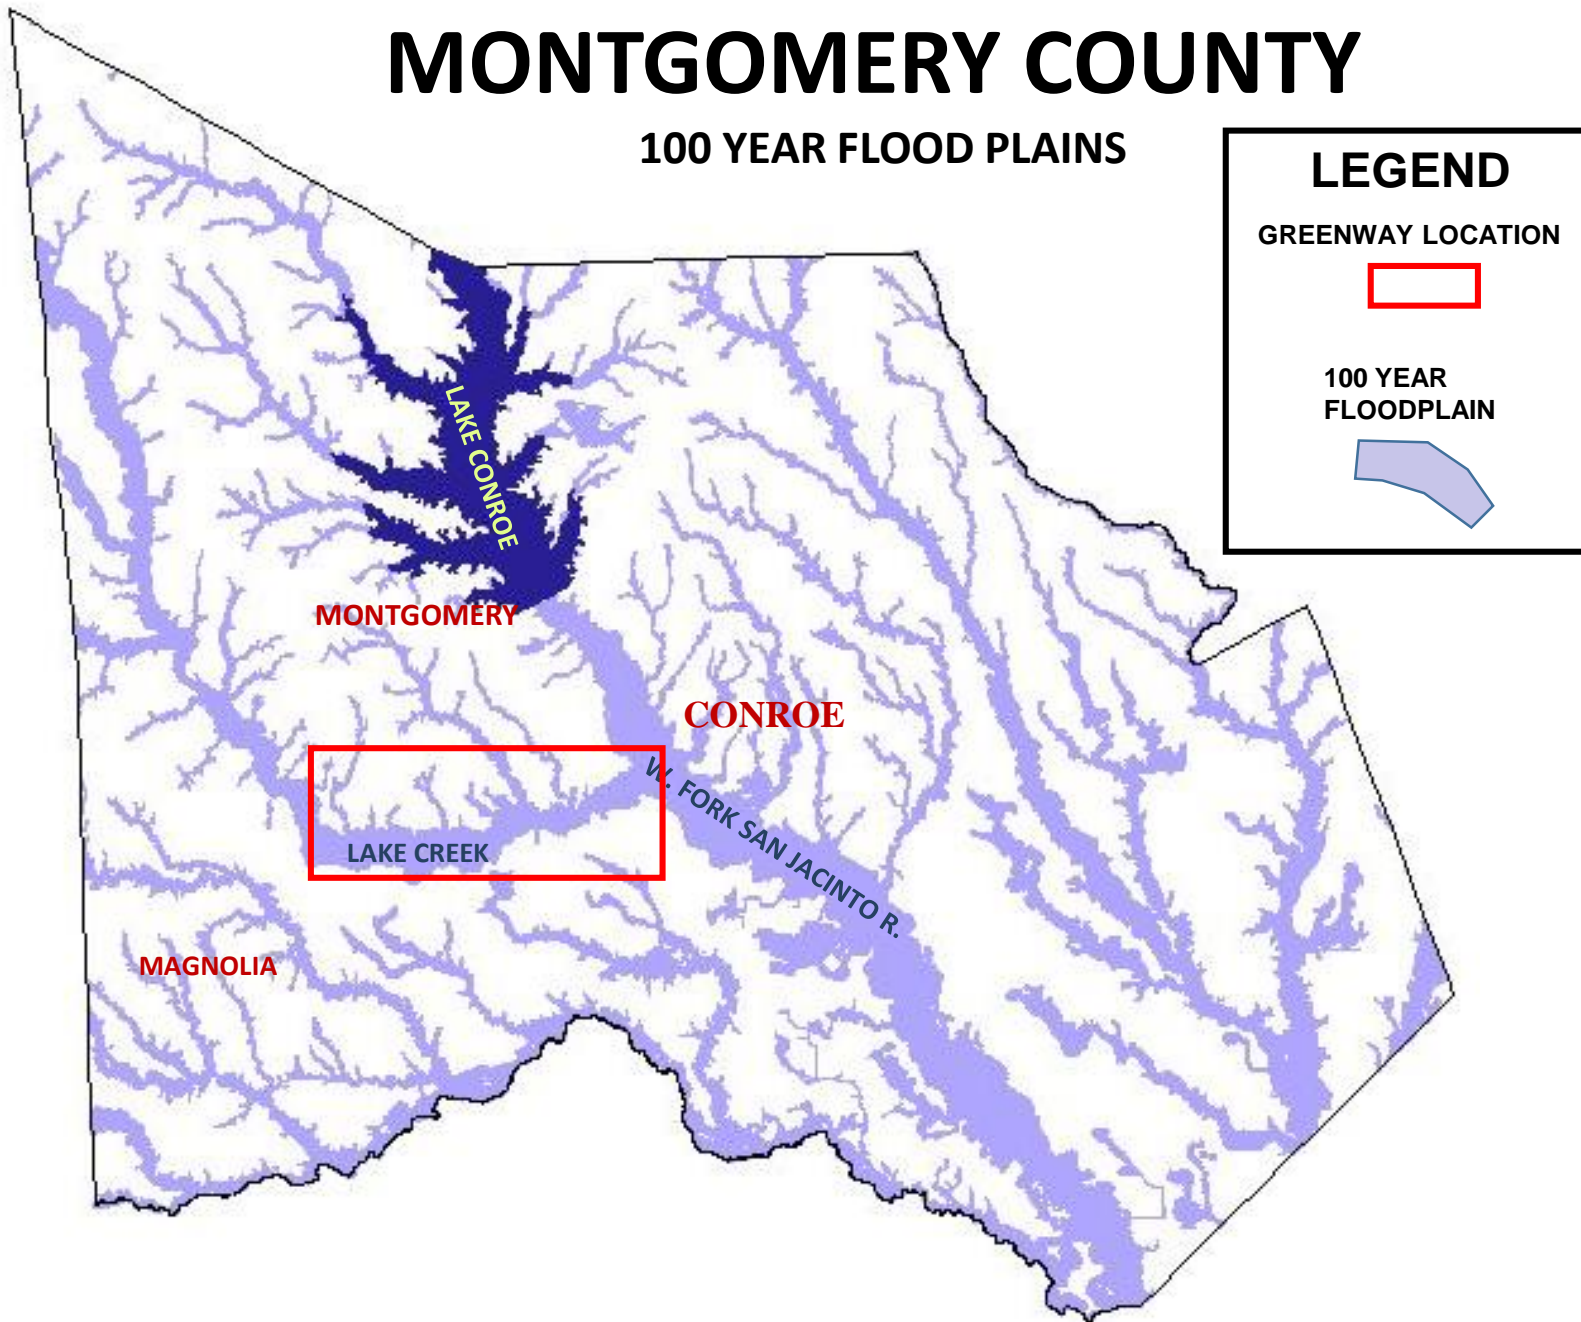 MONTGOMERY COUNTY
100 YEAR FLOOD PLAINS
LEGEND
GREENWAY LOCATION
100 YEAR
FLOODPLAIN
LAKE CONROE
MONTGOMERY
CONROE
W. FORK SAN JACINTO R.
LAKE CREEK
MAGNOLIA